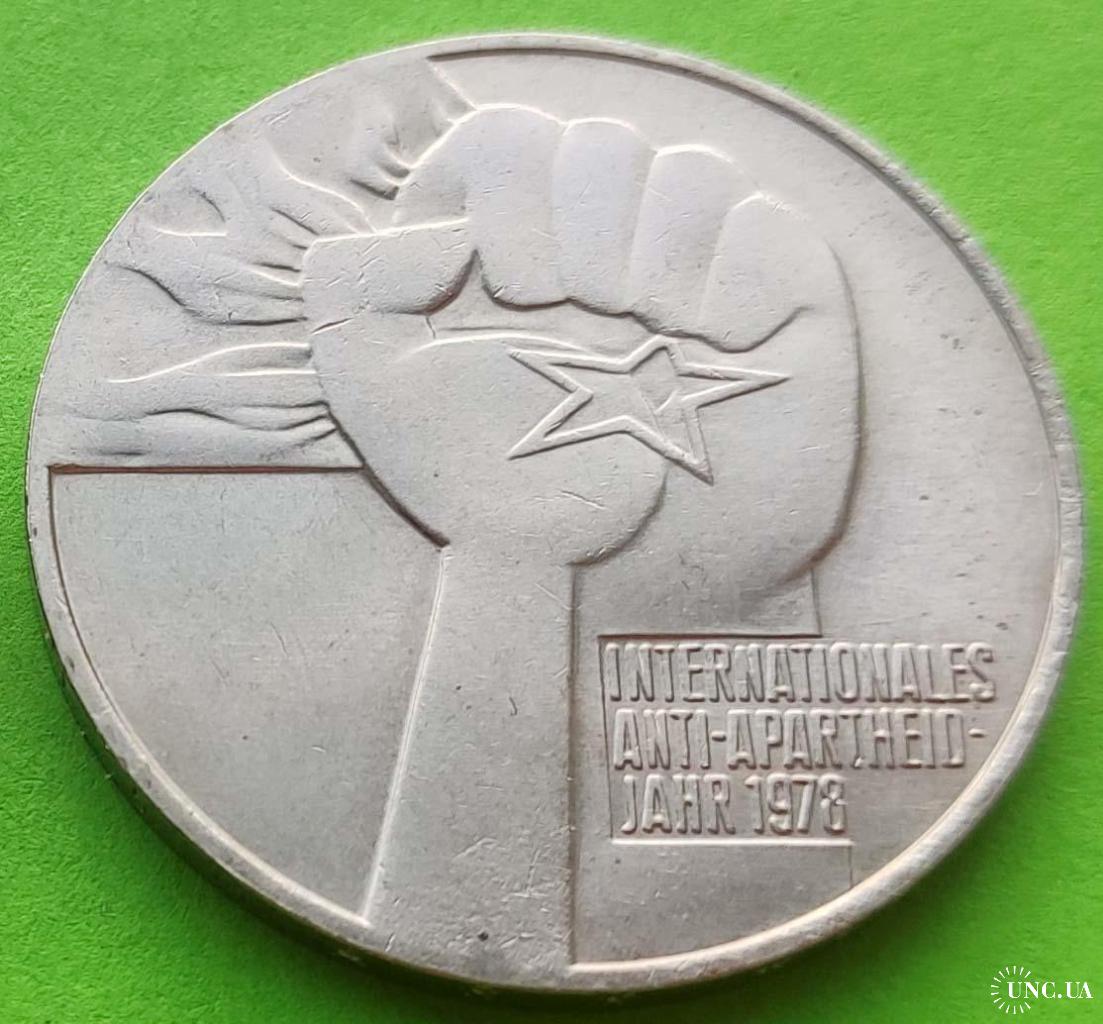 INTERNATIONALES
ANTI-APARTHEID-
JAHR 1978
UNC.UA